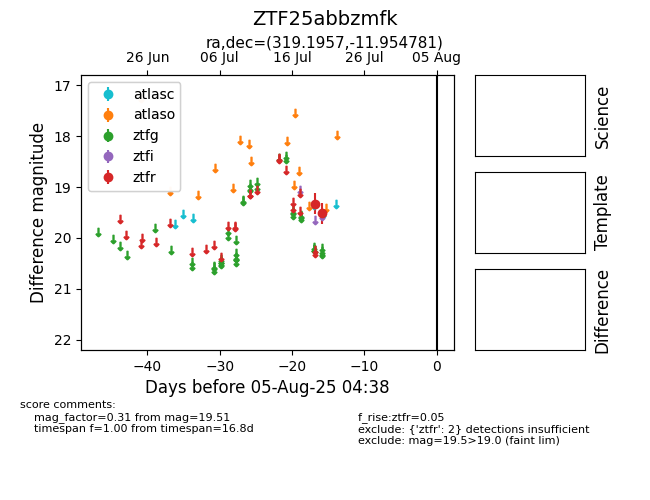 ZTF25abbzmfk
ra,dec=(319.1957,-11.954781)
26 Jun 06 Jul 16 Jul 26 Jul 05 Aug
atlasc
atlaso
ztfg
ztfi
ztfr
17
18
19
20
21
22
Difference magnitude
−40 −30 −20 −10 0
Days before 05-Aug-25 04:38
Science
Template
Difference
score comments:
mag_factor=0.31 from mag=19.51
timespan f=1.00 from timespan=16.8d
f_rise:ztfr=0.05
exclude: {'ztfr': 2} detections insufficient
exclude: mag=19.5>19.0 (faint lim)